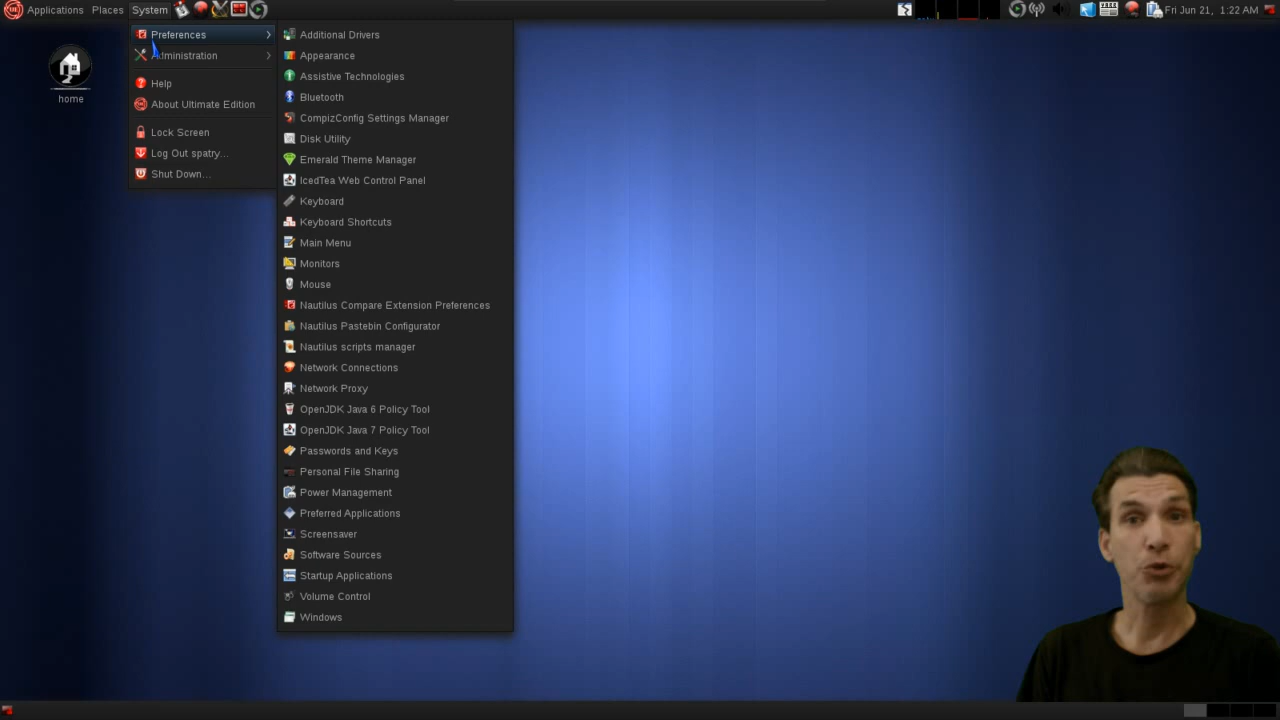 Applications Places System
Fri Jun 21, 1:22 AM
Preferences
Administration
Help
About Ultimate Edition
Lock Screen
Log Out spatry...
Shut Down...
Additional Drivers
Appearance
Assistive Technologies
Bluetooth
CompizConfig Settings Manager
Disk Utility
Emerald Theme Manager
IcedTea Web Control Panel
Keyboard
Keyboard Shortcuts
Main Menu
Monitors
Mouse
Nautilus Compare Extension Preferences
Nautilus Pastebin Configurator
Nautilus scripts manager
Network Connections
Network Proxy
OpenJDK Java 6 Policy Tool
OpenJDK Java 7 Policy Tool
Passwords and Keys
Personal File Sharing
Power Management
Preferred Applications
Screensaver
Software Sources
Startup Applications
Volume Control
Windows
home